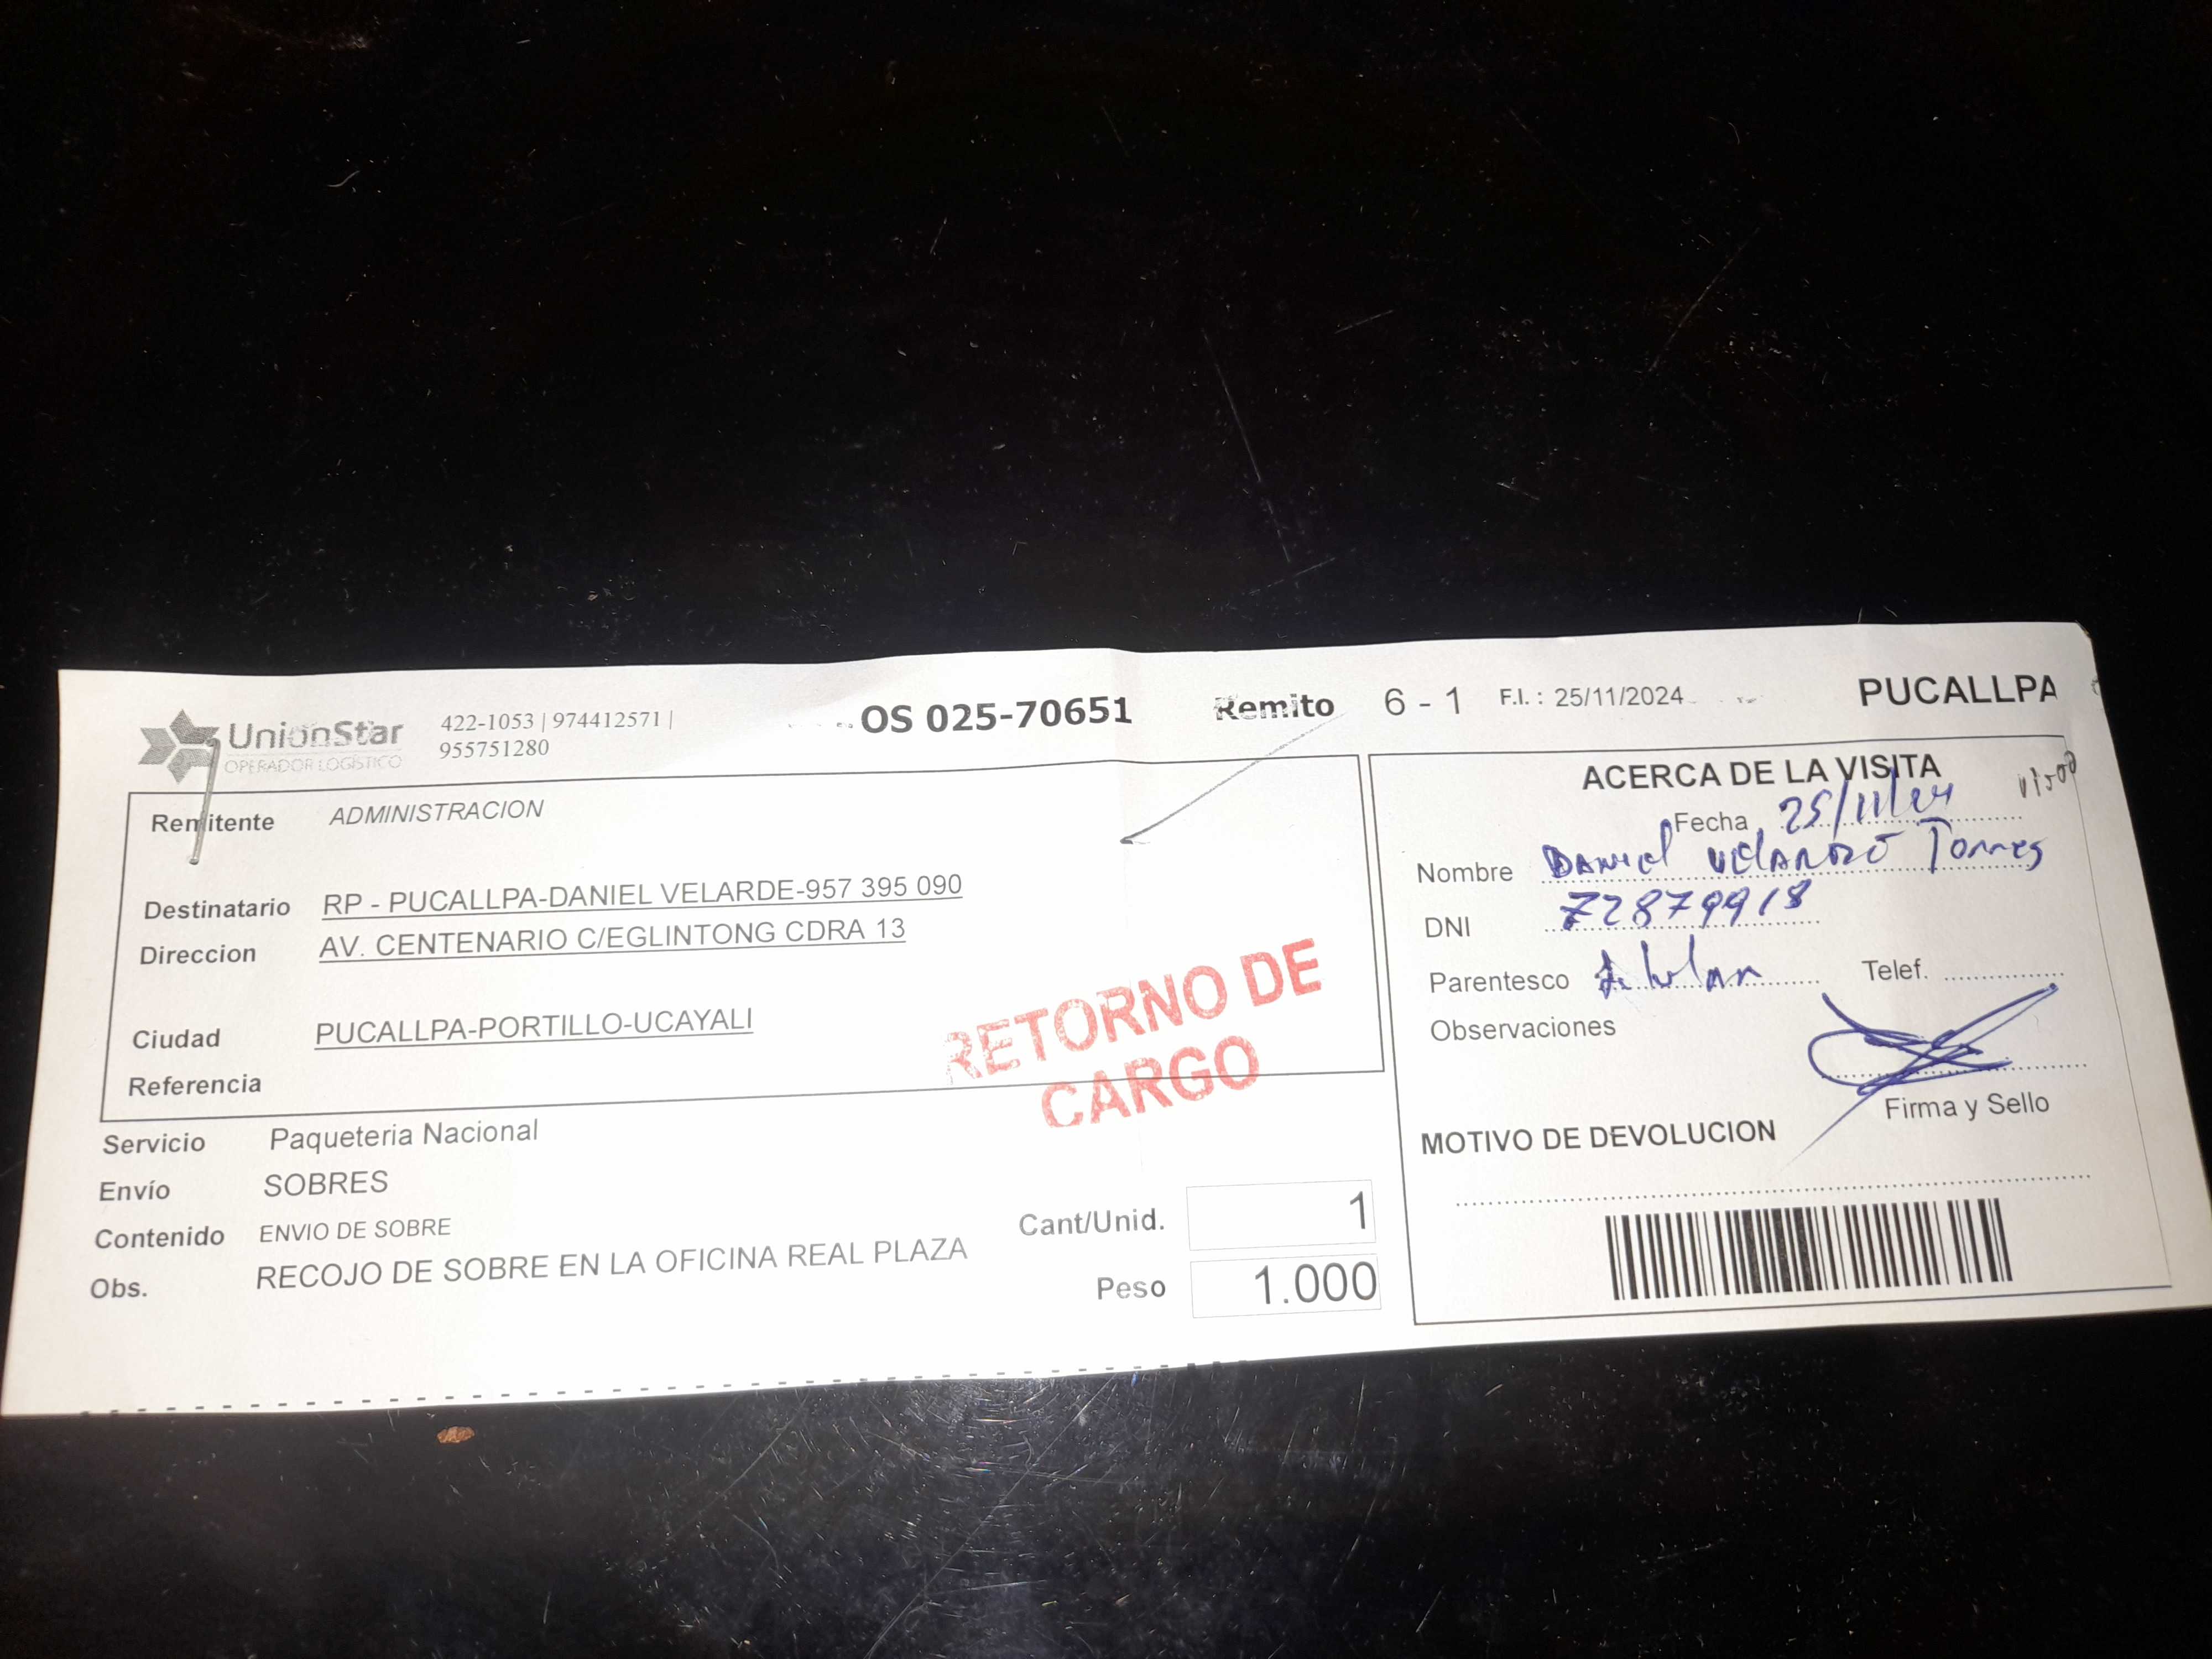 UnionStar
OPERADOR LOGÍSTICO
422-1053 | 974412571 |
955751280
OS 025-70651
Remito 6 - 1
F.I. : 25/11/2024
PUCALLPA
Remitente ADMINISTRACION
Destinatario RP - PUCALLPA-DANIEL VELARDE-957 395 090
Direccion AV. CENTENARIO C/EGLINTONG CDRA 13
Ciudad PUCALLPA-PORTILLO-UCAYALI
Referencia
RETORNO DE
CARGO
Servicio Paqueteria Nacional
Envío SOBRES
Contenido ENVIO DE SOBRE
Obs. RECOJO DE SOBRE EN LA OFICINA REAL PLAZA
Cant/Unid. 1
Peso 1.000
ACERCA DE LA VISITA
Fecha 25/11/24
Nombre Daniel Velarde Torres
DNI 72879918
Parentesco
Telef.
Observaciones
Firma y Sello
MOTIVO DE DEVOLUCION